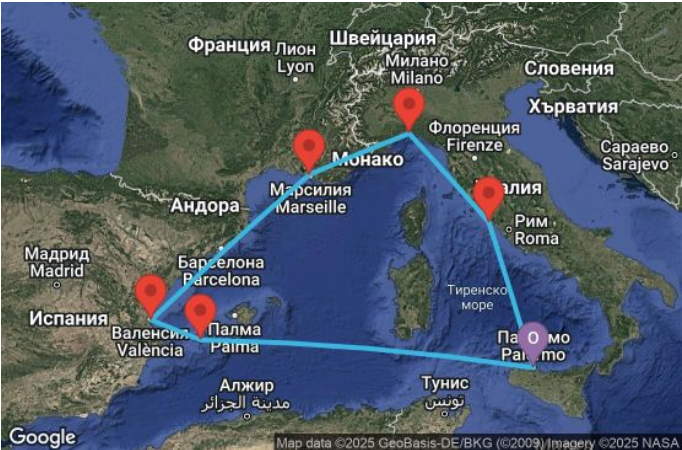 Франция
Лион
Lyon
Швейцария
Милано
Milano
Словения
Хърватия
Флоренция
Firenze
Сараево
Sarajevo
Монако
Марсилия
Marseille
Италия
Андора
Рим
Roma
Мадрид
Madrid
Барселона
Barcelona
Тиренско
море
Испания
Валенсия
València
Палма
Palma
Палермо
Palermo
Алжир
مدينة الجزائر
Тунис
تونس
Google
Map data ©2025 GeoBasis-DE/BKG (©2009) Imagery ©2025 NASA
O